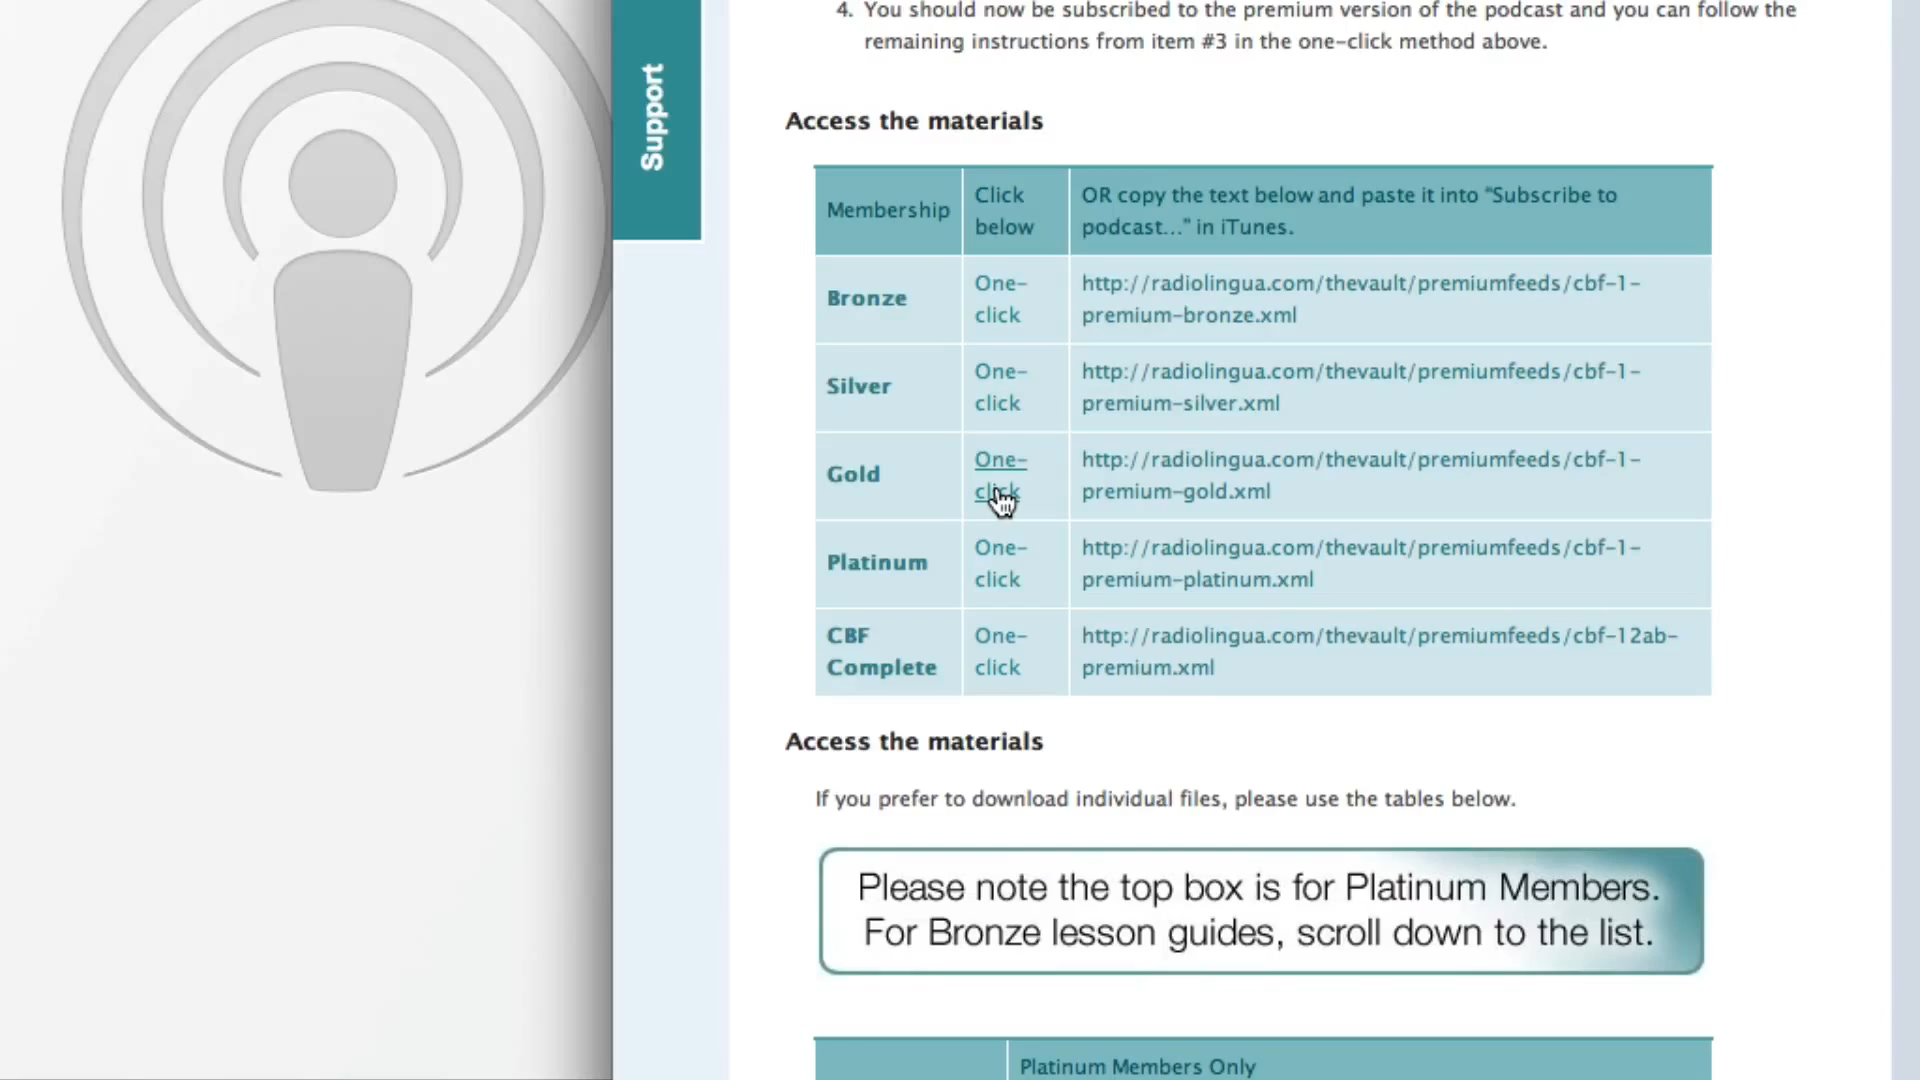 4. You should now be subscribed to the premium version of the podcast and you can follow the
remaining instructions from item #3 in the one-click method above.
Support
Access the materials
Membership
Click
below
OR copy the text below and paste it into “Subscribe to
podcast...” in iTunes.
Bronze
One-
click
http://radiolingua.com/thevault/premiumfeeds/cbf-1-
premium-bronze.xml
Silver
One-
click
http://radiolingua.com/thevault/premiumfeeds/cbf-1-
premium-silver.xml
Gold
One-
click
http://radiolingua.com/thevault/premiumfeeds/cbf-1-
premium-gold.xml
Platinum
One-
click
http://radiolingua.com/thevault/premiumfeeds/cbf-1-
premium-platinum.xml
CBF
Complete
One-
click
http://radiolingua.com/thevault/premiumfeeds/cbf-12ab-
premium.xml
Access the materials
If you prefer to download individual files, please use the tables below.
Please note the top box is for Platinum Members.
For Bronze lesson guides, scroll down to the list.
Platinum Members Only